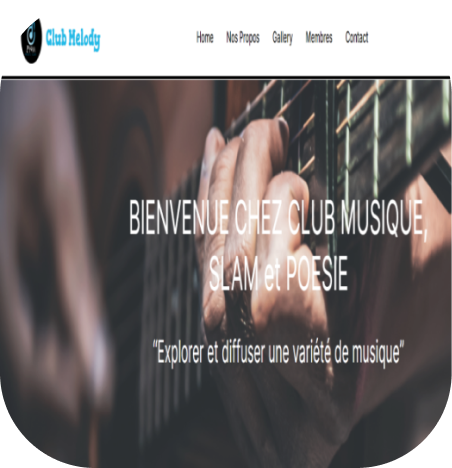 Club Melody
Home Nos Propos Gallery Membres Contact
BIENVENUE CHEZ CLUB MUSIQUE,
SLAM et POESIE
“Explorer et diffuser une variété de musique”